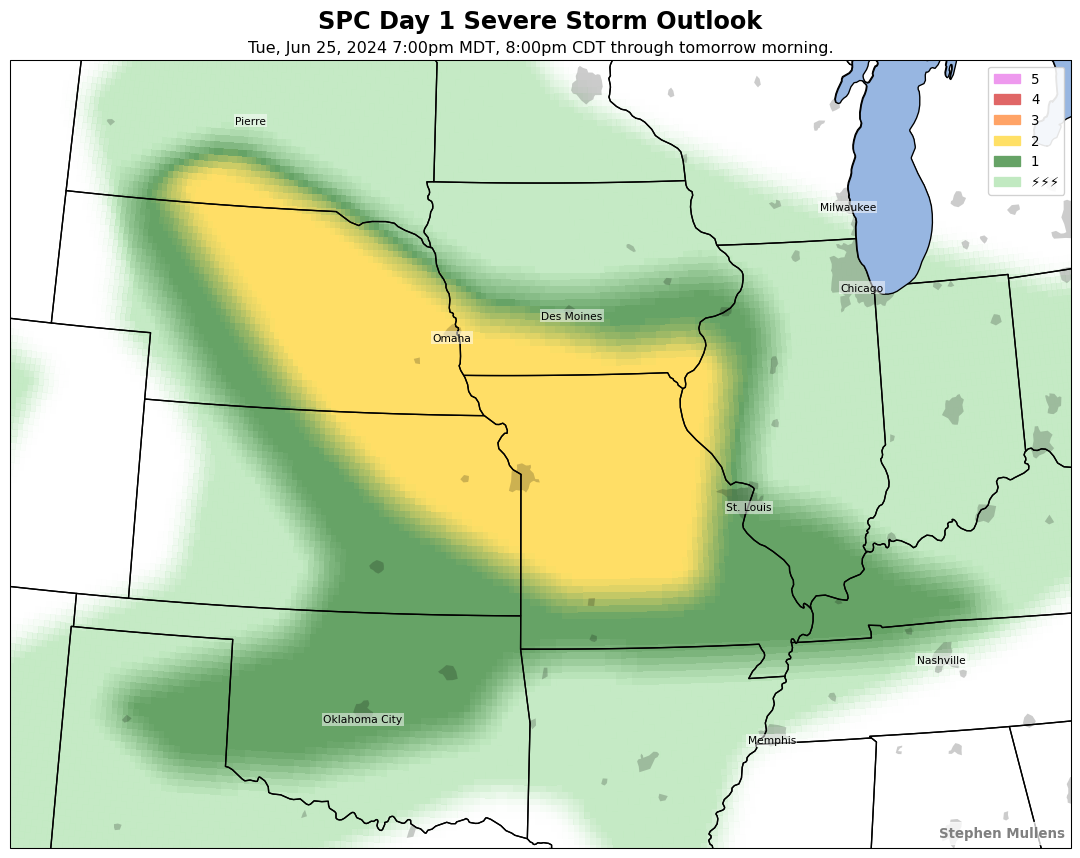 SPC Day 1 Severe Storm Outlook
Tue, Jun 25, 2024 7:00pm MDT, 8:00pm CDT through tomorrow morning.
5
4
3
2
1
⚡⚡⚡
Pierre
Milwaukee
Chicago
Des Moines
Omaha
St. Louis
Nashville
Oklahoma City
Memphis
Stephen Mullens